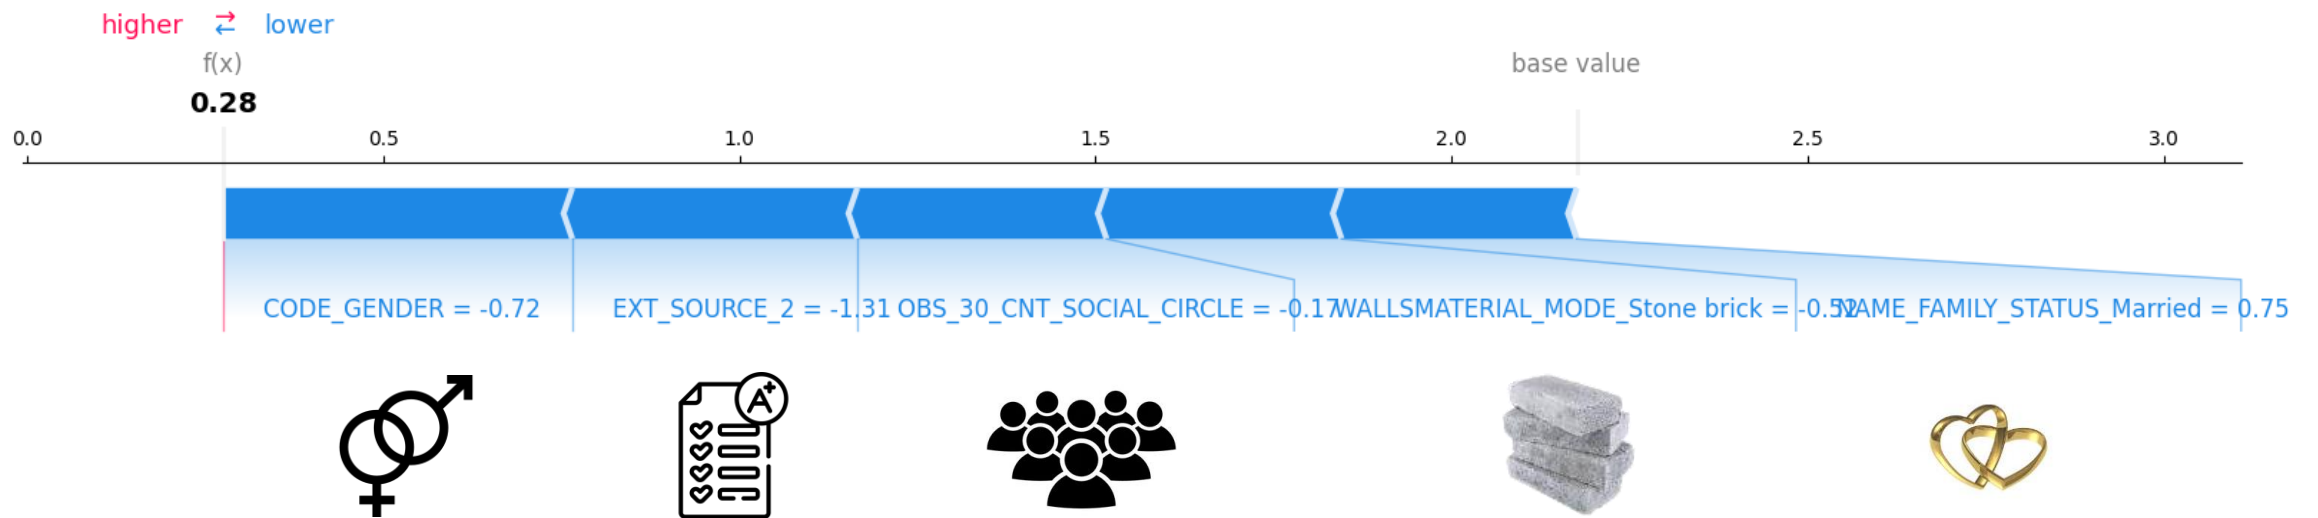 higher ⇄ lower
f(x)
base value
0.28
0.0 0.5 1.0 1.5 2.0 2.5 3.0
CODE_GENDER = -0.72
EXT_SOURCE_2 = -1.31
OBS_30_CNT_SOCIAL_CIRCLE = -0.17
WALLSMATERIAL_MODE_Stone brick = -0.52
NAME_FAMILY_STATUS_Married = 0.75
A+